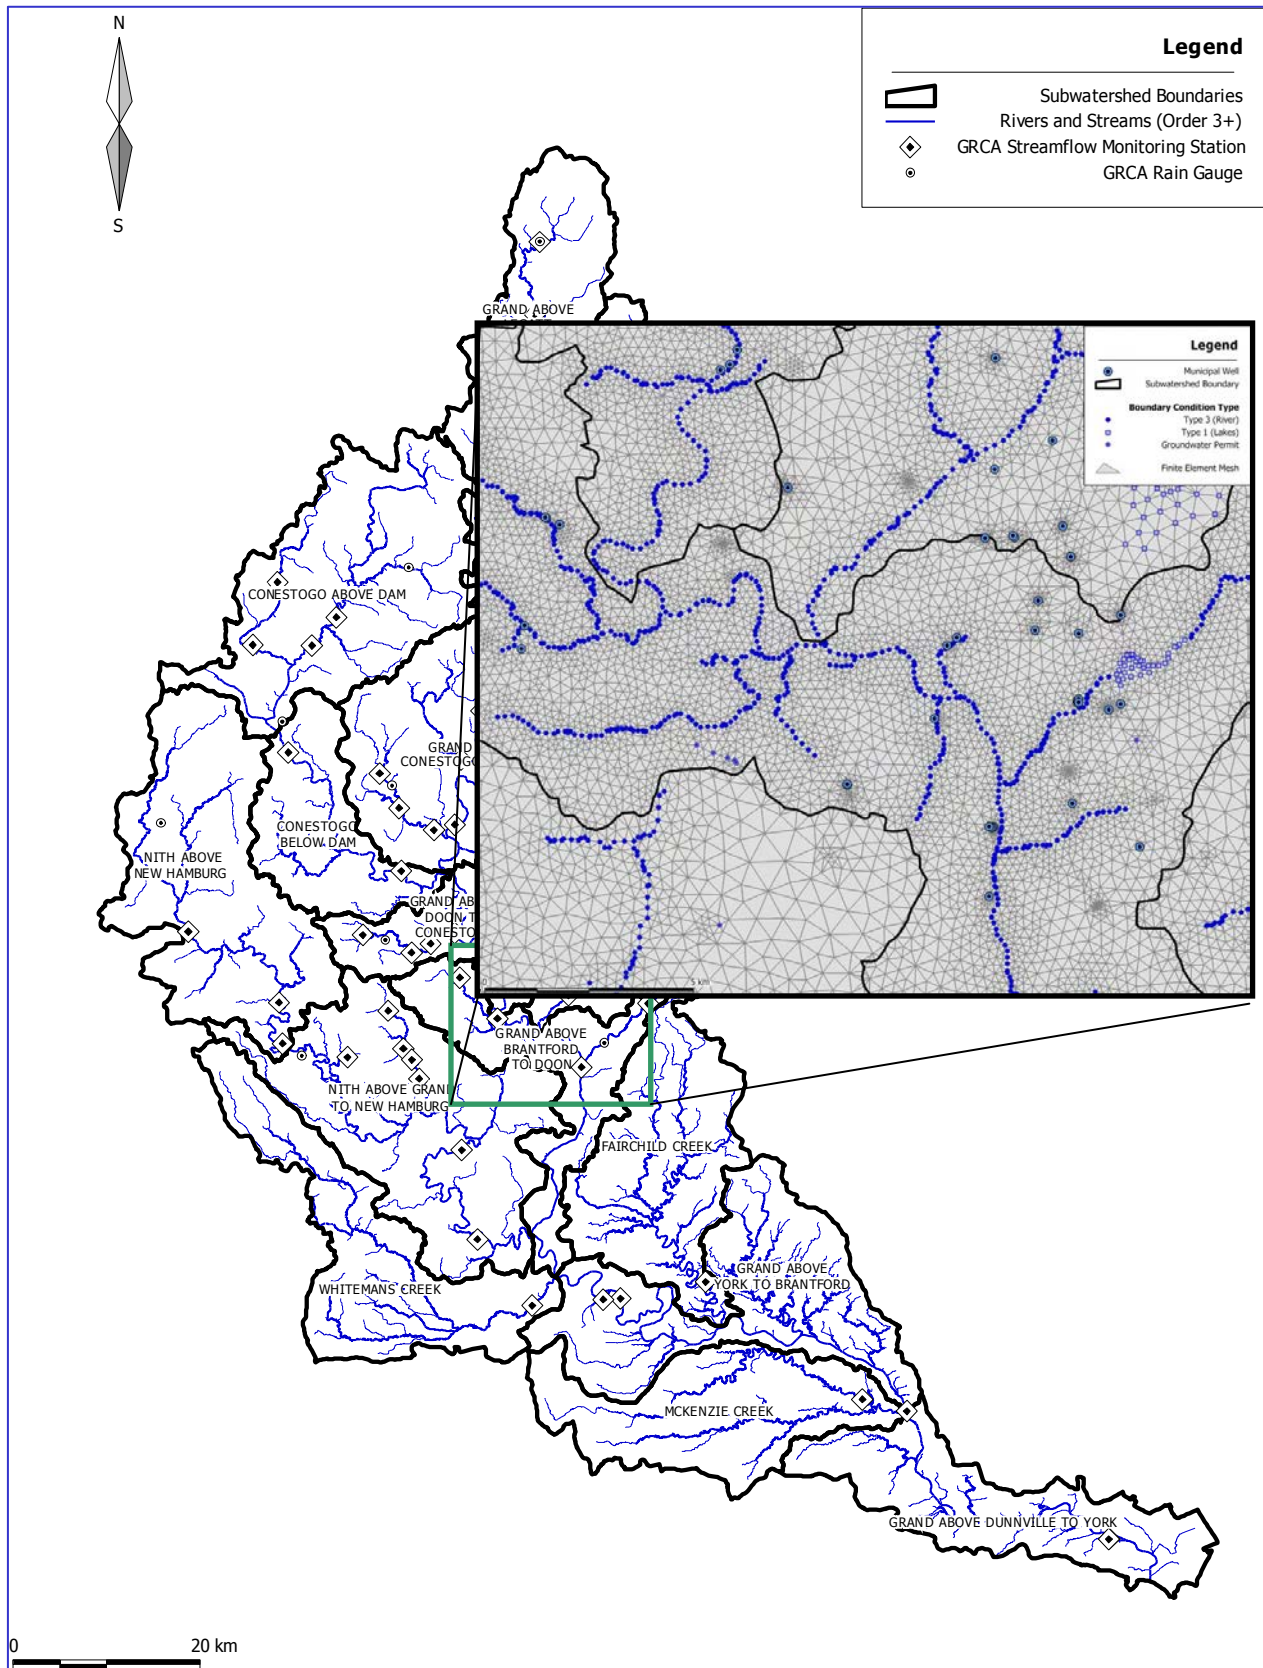 N
S
Legend
Subwatershed Boundaries
Rivers and Streams (Order 3+)
GRCA Streamflow Monitoring Station
GRCA Rain Gauge
GRAND ABOVE
Legend
Municipal Well
Subwatershed Boundary
Boundary Condition Type
Type 3 (River)
Type 1 (Lakes)
Groundwater Permit
Finite Element Mesh
km
CONESTOGO ABOVE DAM
GRAND
CONESTOGO
CONESTOGO
BELOW DAM
NITH ABOVE
NEW HAMBURG
GRAND AB
DOON T
CONESTO
GRAND ABOVE
BRANTFORD
TO DOON
NITH ABOVE GRAND
TO NEW HAMBURG
FAIRCHILD CREEK
GRAND ABOVE
YORK TO BRANTFORD
WHITEMANS CREEK
MCKENZIE CREEK
GRAND ABOVE DUNNVILLE TO YORK
0 20 km